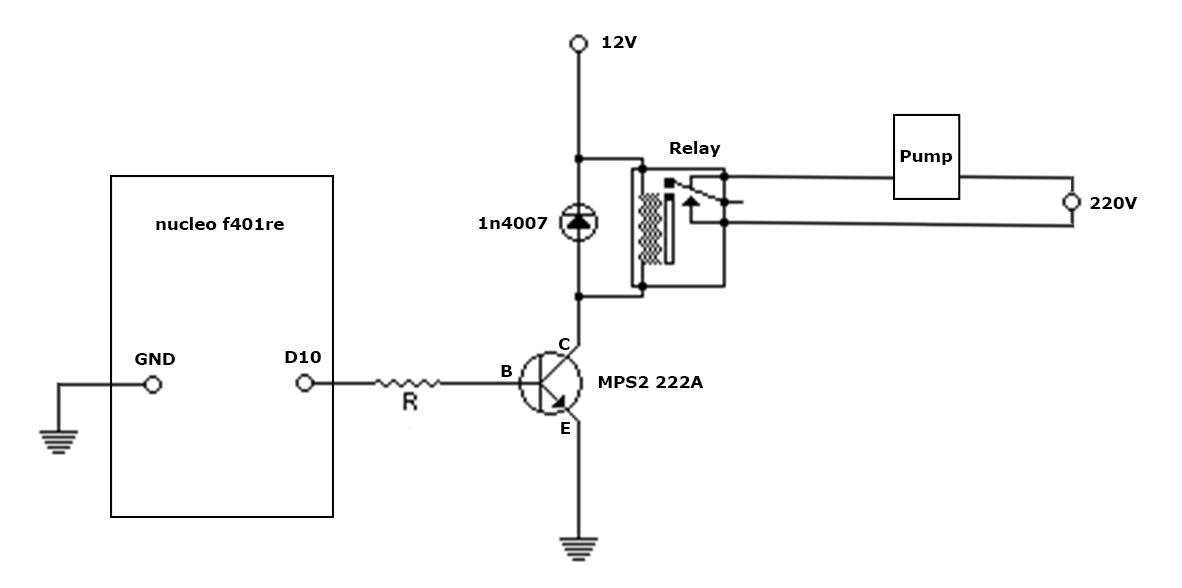 12V
Relay
Pump
220V
1n4007
nucleo f401re
GND
D10
R
B
C
E
MPS2 222A